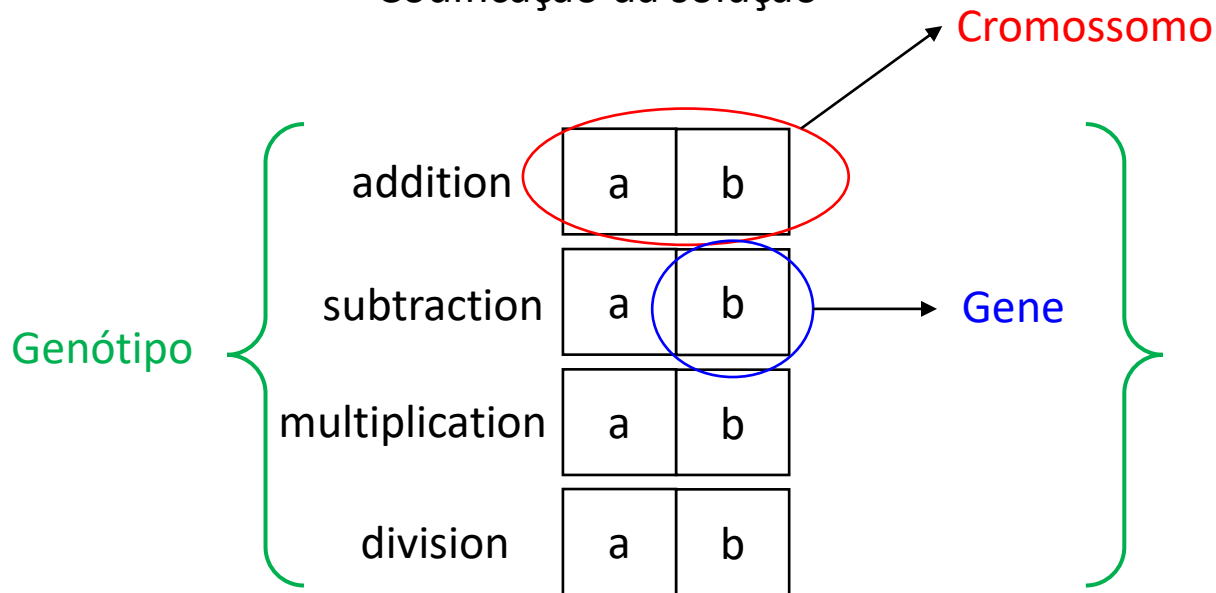 Cromossomo
addition a b
subtraction a b
Gene
Genótipo
multiplication a b
division a b